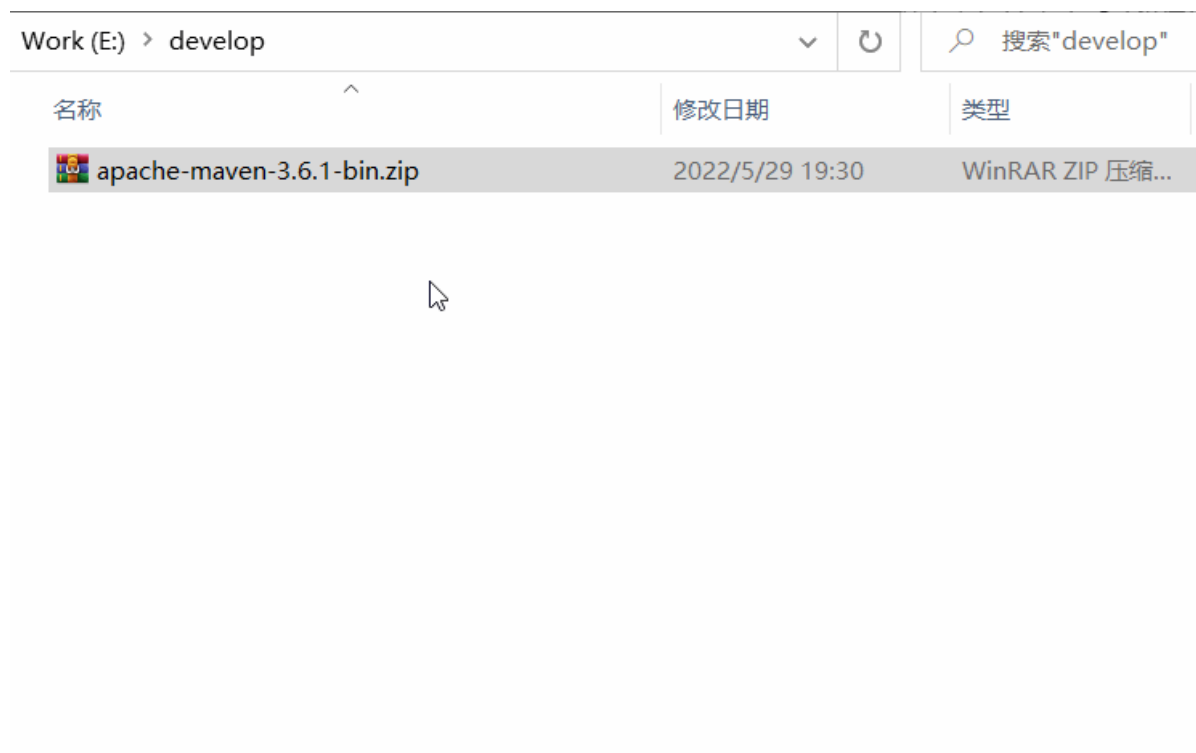 Work (E:) > develop 搜索"develop"
名称 修改日期 类型
apache-maven-3.6.1-bin.zip 2022/5/29 19:30 WinRAR ZIP 压缩...